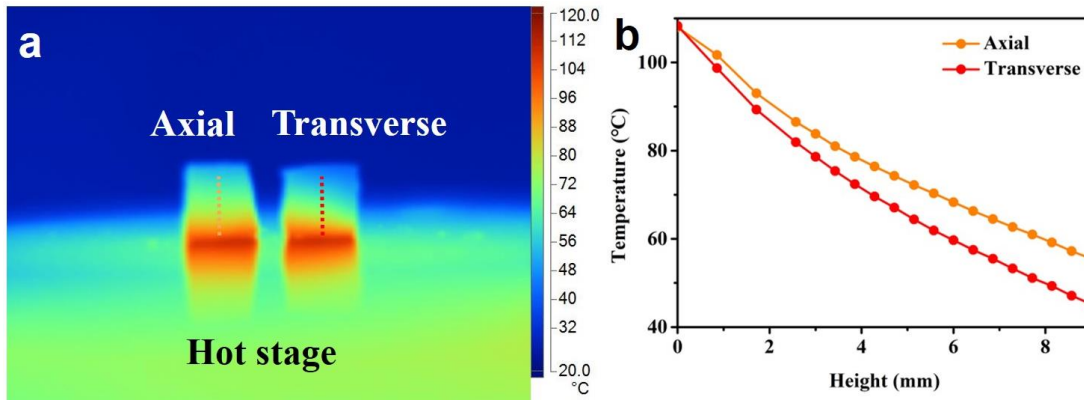 a
Axial Transverse
Hot stage
120.0
104
96
88
80
72
64
56
48
40
32
20.0
°C
b
Axial
Transverse
Temperature (°C)
100
80
60
40
0 2 4 6 8
Height (mm)